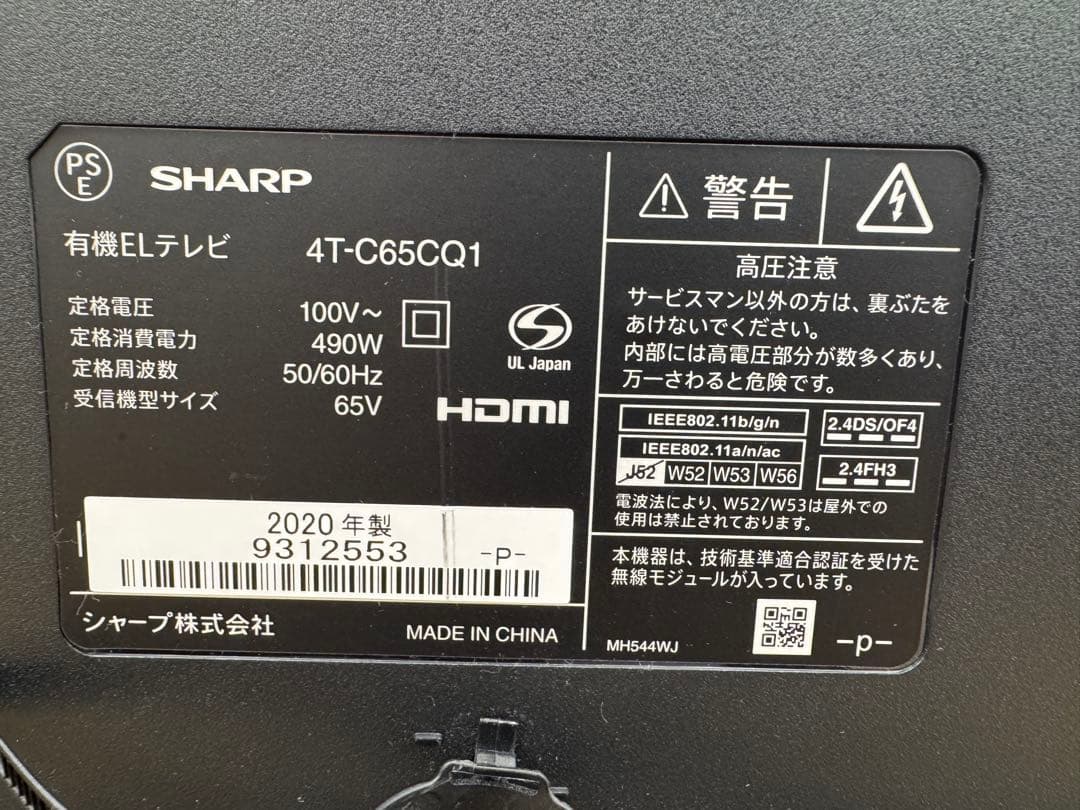 PSE
SHARP
有機ELテレビ 4T-C65CQ1
定格電圧 100V～
定格消費電力 490W
定格周波数 50/60Hz
受信機型サイズ 65V
UL Japan
HDMI
2020 年製
9312553 -P-
シャープ株式会社 MADE IN CHINA
警告
高圧注意
サービスマン以外の方は、裏ぶたを
あけないでください。
内部には高電圧部分が数多くあり、
万一さわると危険です。
IEEE802.11b/g/n
IEEE802.11a/n/ac
J52 W52 W53 W56
2.4DS/OF4
2.4FH3
電波法により、W52/W53は屋外での
使用は禁止されております。
本機器は、技術基準適合認証を受けた
無線モジュールが入っています。
MH544WJ -p-